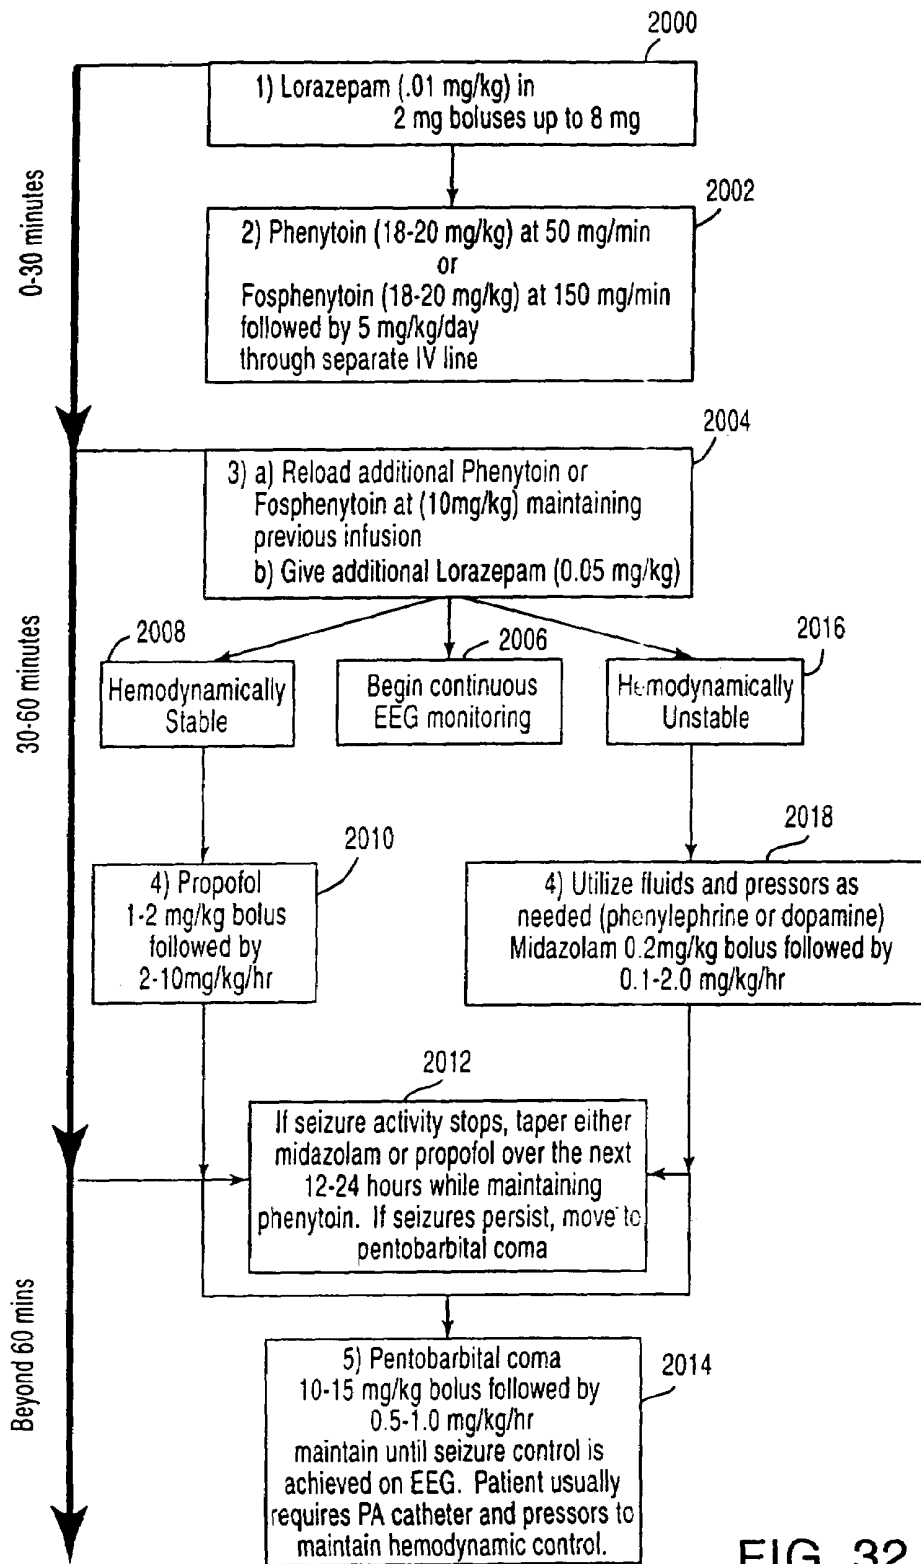 2000
1) Lorazepam (.01 mg/kg) in
2 mg boluses up to 8 mg
0-30 minutes
2002
2) Phenytoin (18-20 mg/kg) at 50 mg/min
or
Fosphenytoin (18-20 mg/kg) at 150 mg/min
followed by 5 mg/kg/day
through separate IV line
2004
3) a) Reload additional Phenytoin or
Fosphenytoin at (10mg/kg) maintaining
previous infusion
b) Give additional Lorazepam (0.05 mg/kg)
30-60 minutes
2008
Hemodynamically
Stable
2006
Begin continuous
EEG monitoring
2016
Hemodynamically
Unstable
2010
4) Propofol
1-2 mg/kg bolus
followed by
2-10mg/kg/hr
2018
4) Utilize fluids and pressors as
needed (phenylephrine or dopamine)
Midazolam 0.2mg/kg bolus followed by
0.1-2.0 mg/kg/hr
2012
If seizure activity stops, taper either
midazolam or propofol over the next
12-24 hours while maintaining
phenytoin. If seizures persist, move to
pentobarbital coma
Beyond 60 mins
2014
5) Pentobarbital coma
10-15 mg/kg bolus followed by
0.5-1.0 mg/kg/hr
maintain until seizure control is
achieved on EEG. Patient usually
requires PA catheter and pressors to
maintain hemodynamic control.
FIG. 32